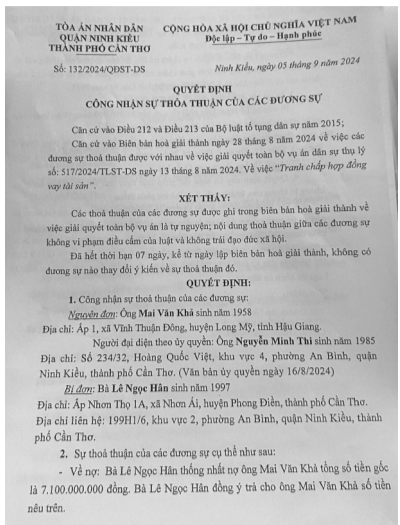 TÒA ÁN NHÂN DÂN
QUẬN NINH KIỀU
THÀNH PHỐ CẦN THƠ
CỘNG HÒA XÃ HỘI CHỦ NGHĨA VIỆT NAM
Độc lập – Tự do – Hạnh phúc
Số: 132/2024/QĐST-DS
Ninh Kiều, ngày 05 tháng 9 năm 2024
QUYẾT ĐỊNH
CÔNG NHẬN SỰ THỎA THUẬN CỦA CÁC ĐƯƠNG SỰ
Căn cứ vào Điều 212 và Điều 213 của Bộ luật tố tụng dân sự năm 2015;
Căn cứ vào Biên bản hoà giải thành ngày 28 tháng 8 năm 2024 về việc các
đương sự thoả thuận được với nhau về việc giải quyết toàn bộ vụ án dân sự thụ lý
số: 517/2024/TLST-DS ngày 13 tháng 8 năm 2024. Về việc "Tranh chấp hợp đồng
vay tài sản".
XÉT THẤY:
Các thoả thuận của các đương sự được ghi trong biên bản hoà giải thành về
việc giải quyết toàn bộ vụ án là tự nguyện; nội dung thoả thuận giữa các đương sự
không vi phạm điều cấm của luật và không trái đạo đức xã hội.
Đã hết thời hạn 07 ngày, kể từ ngày lập biên bản hoà giải thành, không có
đương sự nào thay đổi ý kiến về sự thoả thuận đó.
QUYẾT ĐỊNH:
1. Công nhận sự thoả thuận của các đương sự:
Nguyên đơn: Ông Mai Văn Khả sinh năm 1958
Địa chỉ: Ấp 1, xã Vĩnh Thuận Đông, huyện Long Mỹ, tỉnh Hậu Giang.
Người đại diện theo ủy quyền: Ông Nguyễn Minh Thi sinh năm 1985
Địa chỉ: Số 234/32, Hoàng Quốc Việt, khu vực 4, phường An Bình, quận
Ninh Kiều, thành phố Cần Thơ. (Văn bản ủy quyền ngày 16/8/2024)
Bị đơn: Bà Lê Ngọc Hân sinh năm 1997
Địa chỉ: Ấp Nhơn Thọ 1A, xã Nhơn Ái, huyện Phong Điền, thành phố Cần Thơ.
Địa chỉ liên hệ: 199H1/6, khu vực 2, phường An Bình, quận Ninh Kiều, thành
phố Cần Thơ.
2. Sự thoả thuận của các đương sự cụ thể như sau:
- Về nợ: Bà Lê Ngọc Hân thống nhất nợ ông Mai Văn Khả tổng số tiền gốc
là 7.100.000.000 đồng. Bà Lê Ngọc Hân đồng ý trả cho ông Mai Văn Khả số tiền
nêu trên.